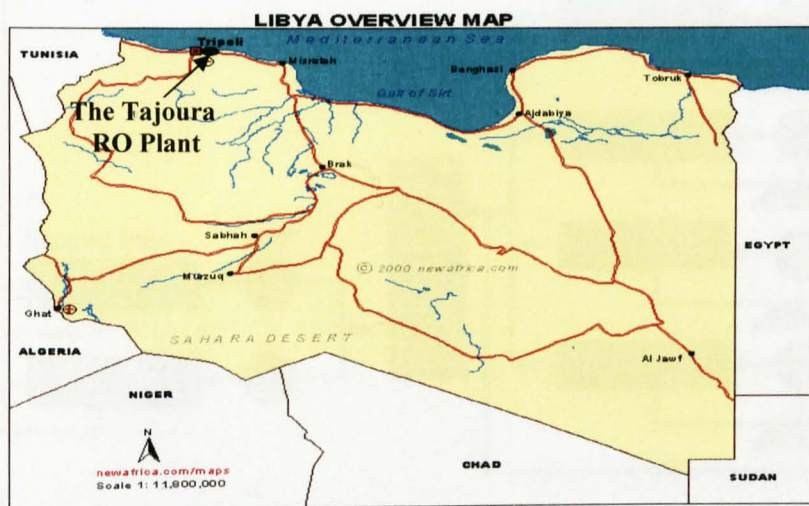 LIBYA OVERVIEW MAP
TUNISIA
Tripoli
Mediterranean Sea
Misratah
Benghazi
Tobruk
Gulf of Sirt
The Tajoura
RO Plant
Ajdabiya
Brak
Sabhah
EGYPT
Murzuq
© 2000 newafrica.com
Ghat
SAHARA DESERT
ALGERIA
Al Jawf
NIGER
N
CHAD
newafrica.com/maps
Scale 1: 11,800,000
SUDAN